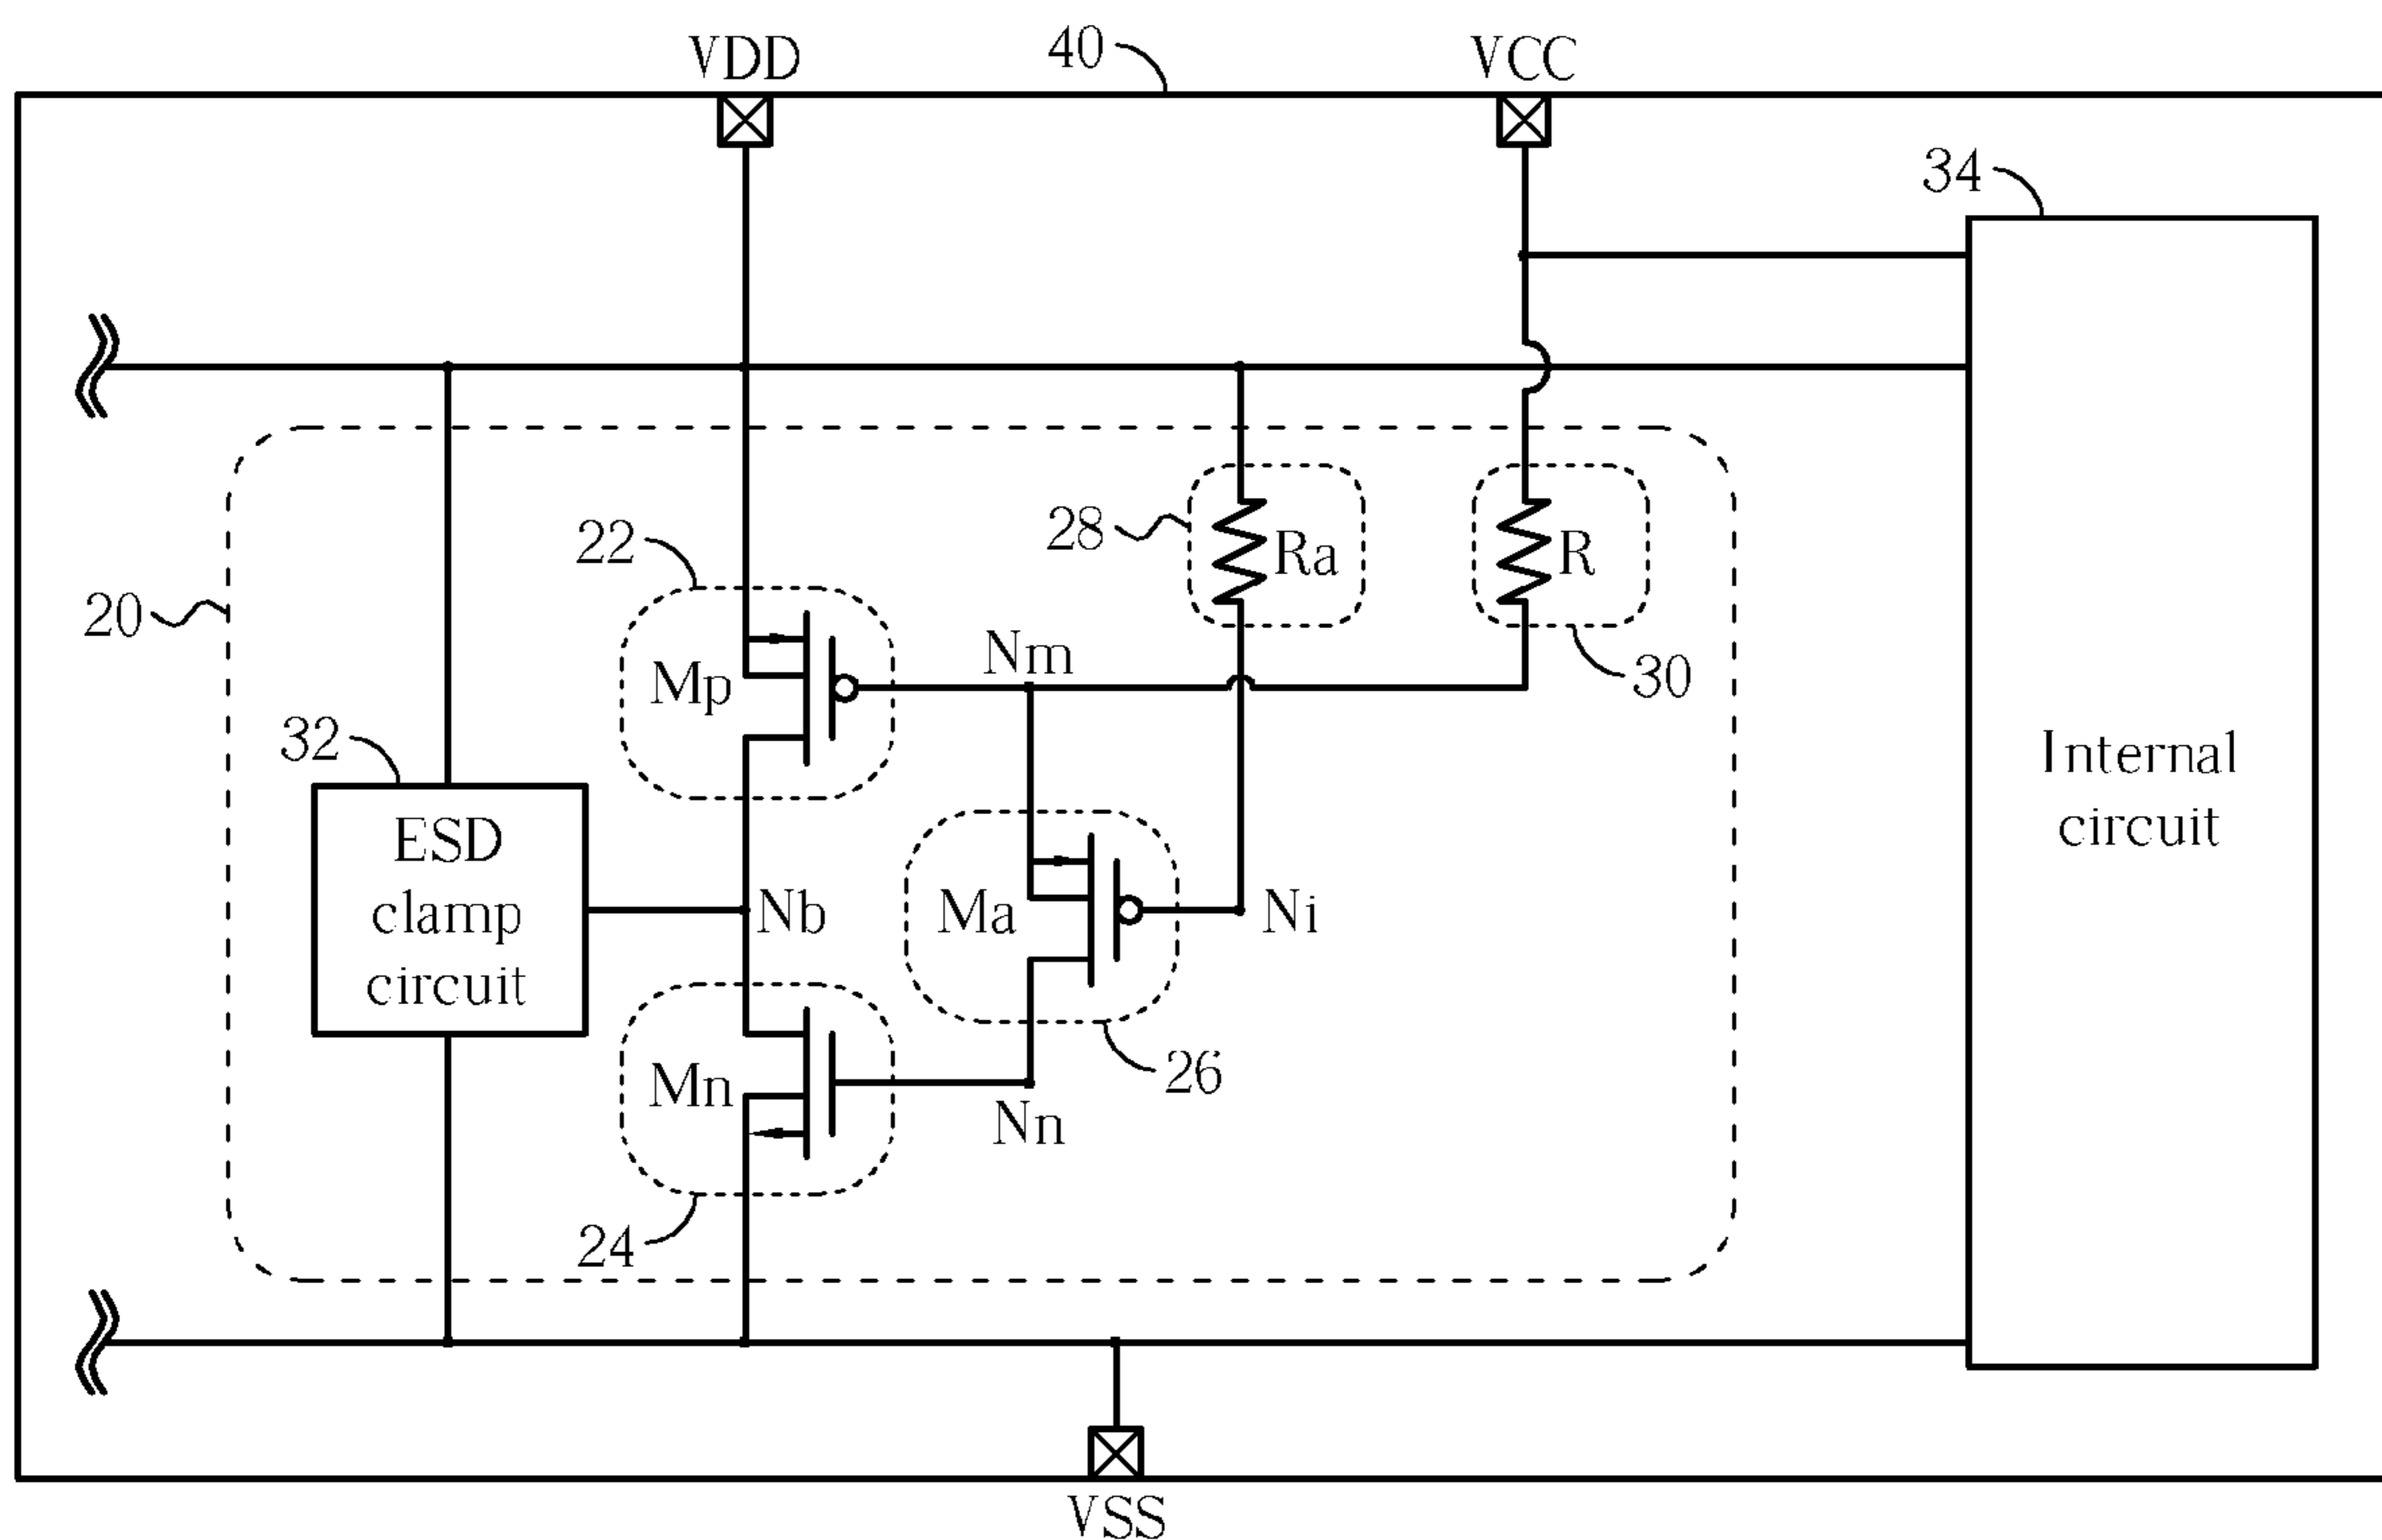 VDD
40
VCC
34
28
Ra
R
22
20
Nm
Mp
30
32
ESD
clamp
circuit
Nb
Ma
Ni
Internal
circuit
Mn
26
Nn
24
VSS